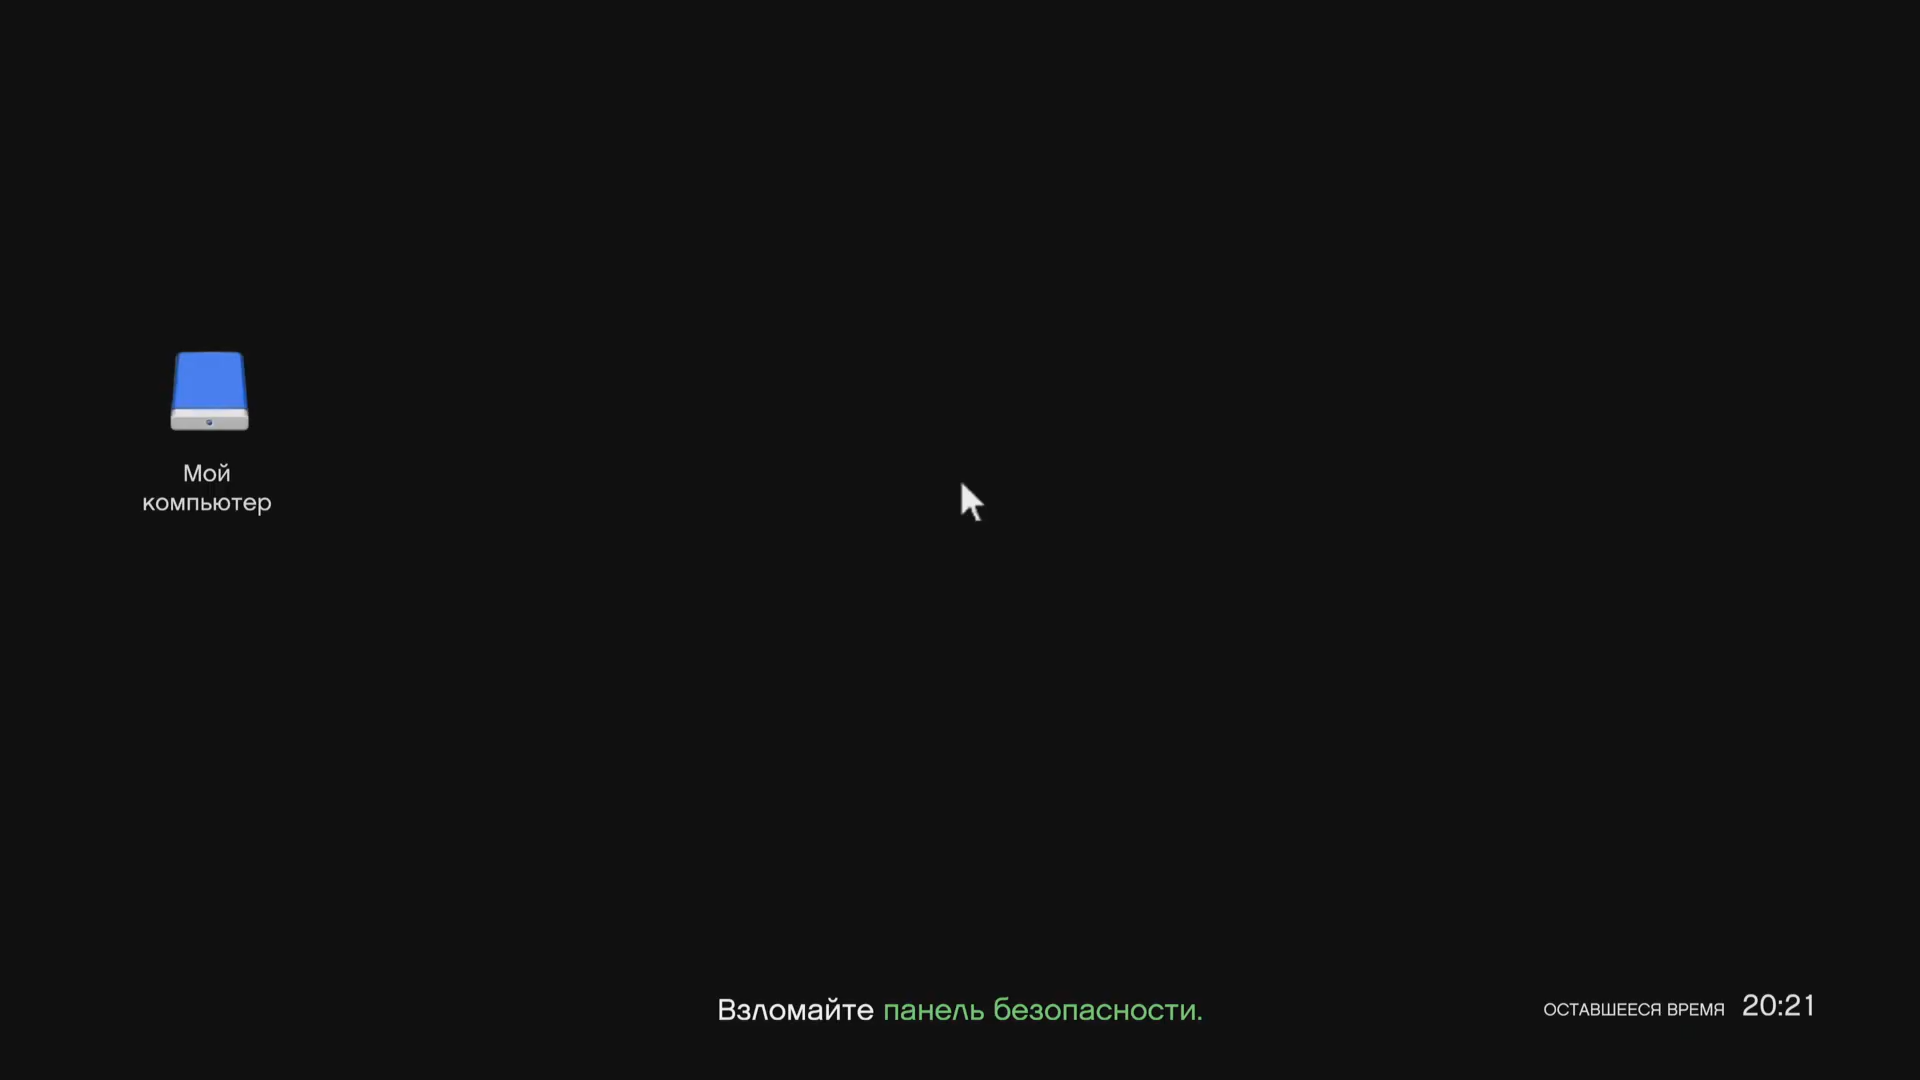 Мой
компьютер
Взломайте панель безопасности.
ОСТАВШЕЕСЯ ВРЕМЯ 20:21